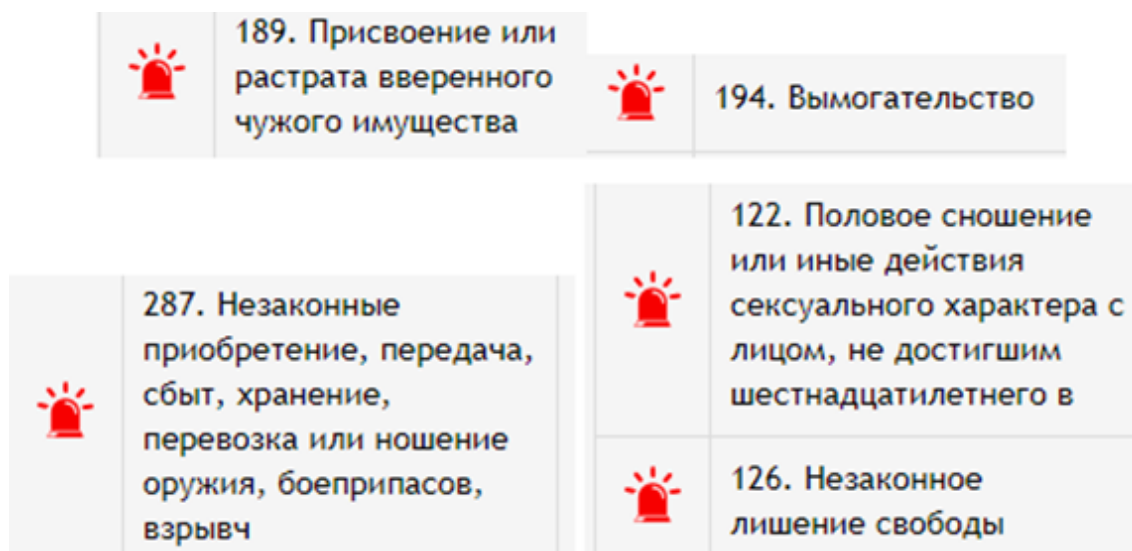 189. Присвоение или
растрата вверенного
чужого имущества
194. Вымогательство
287. Незаконные
приобретение, передача,
сбыт, хранение,
перевозка или ношение
оружия, боеприпасов,
взрывч
122. Половое сношение
или иные действия
сексуального характера с
лицом, не достигшим
шестнадцатилетнего в
126. Незаконное
лишение свободы